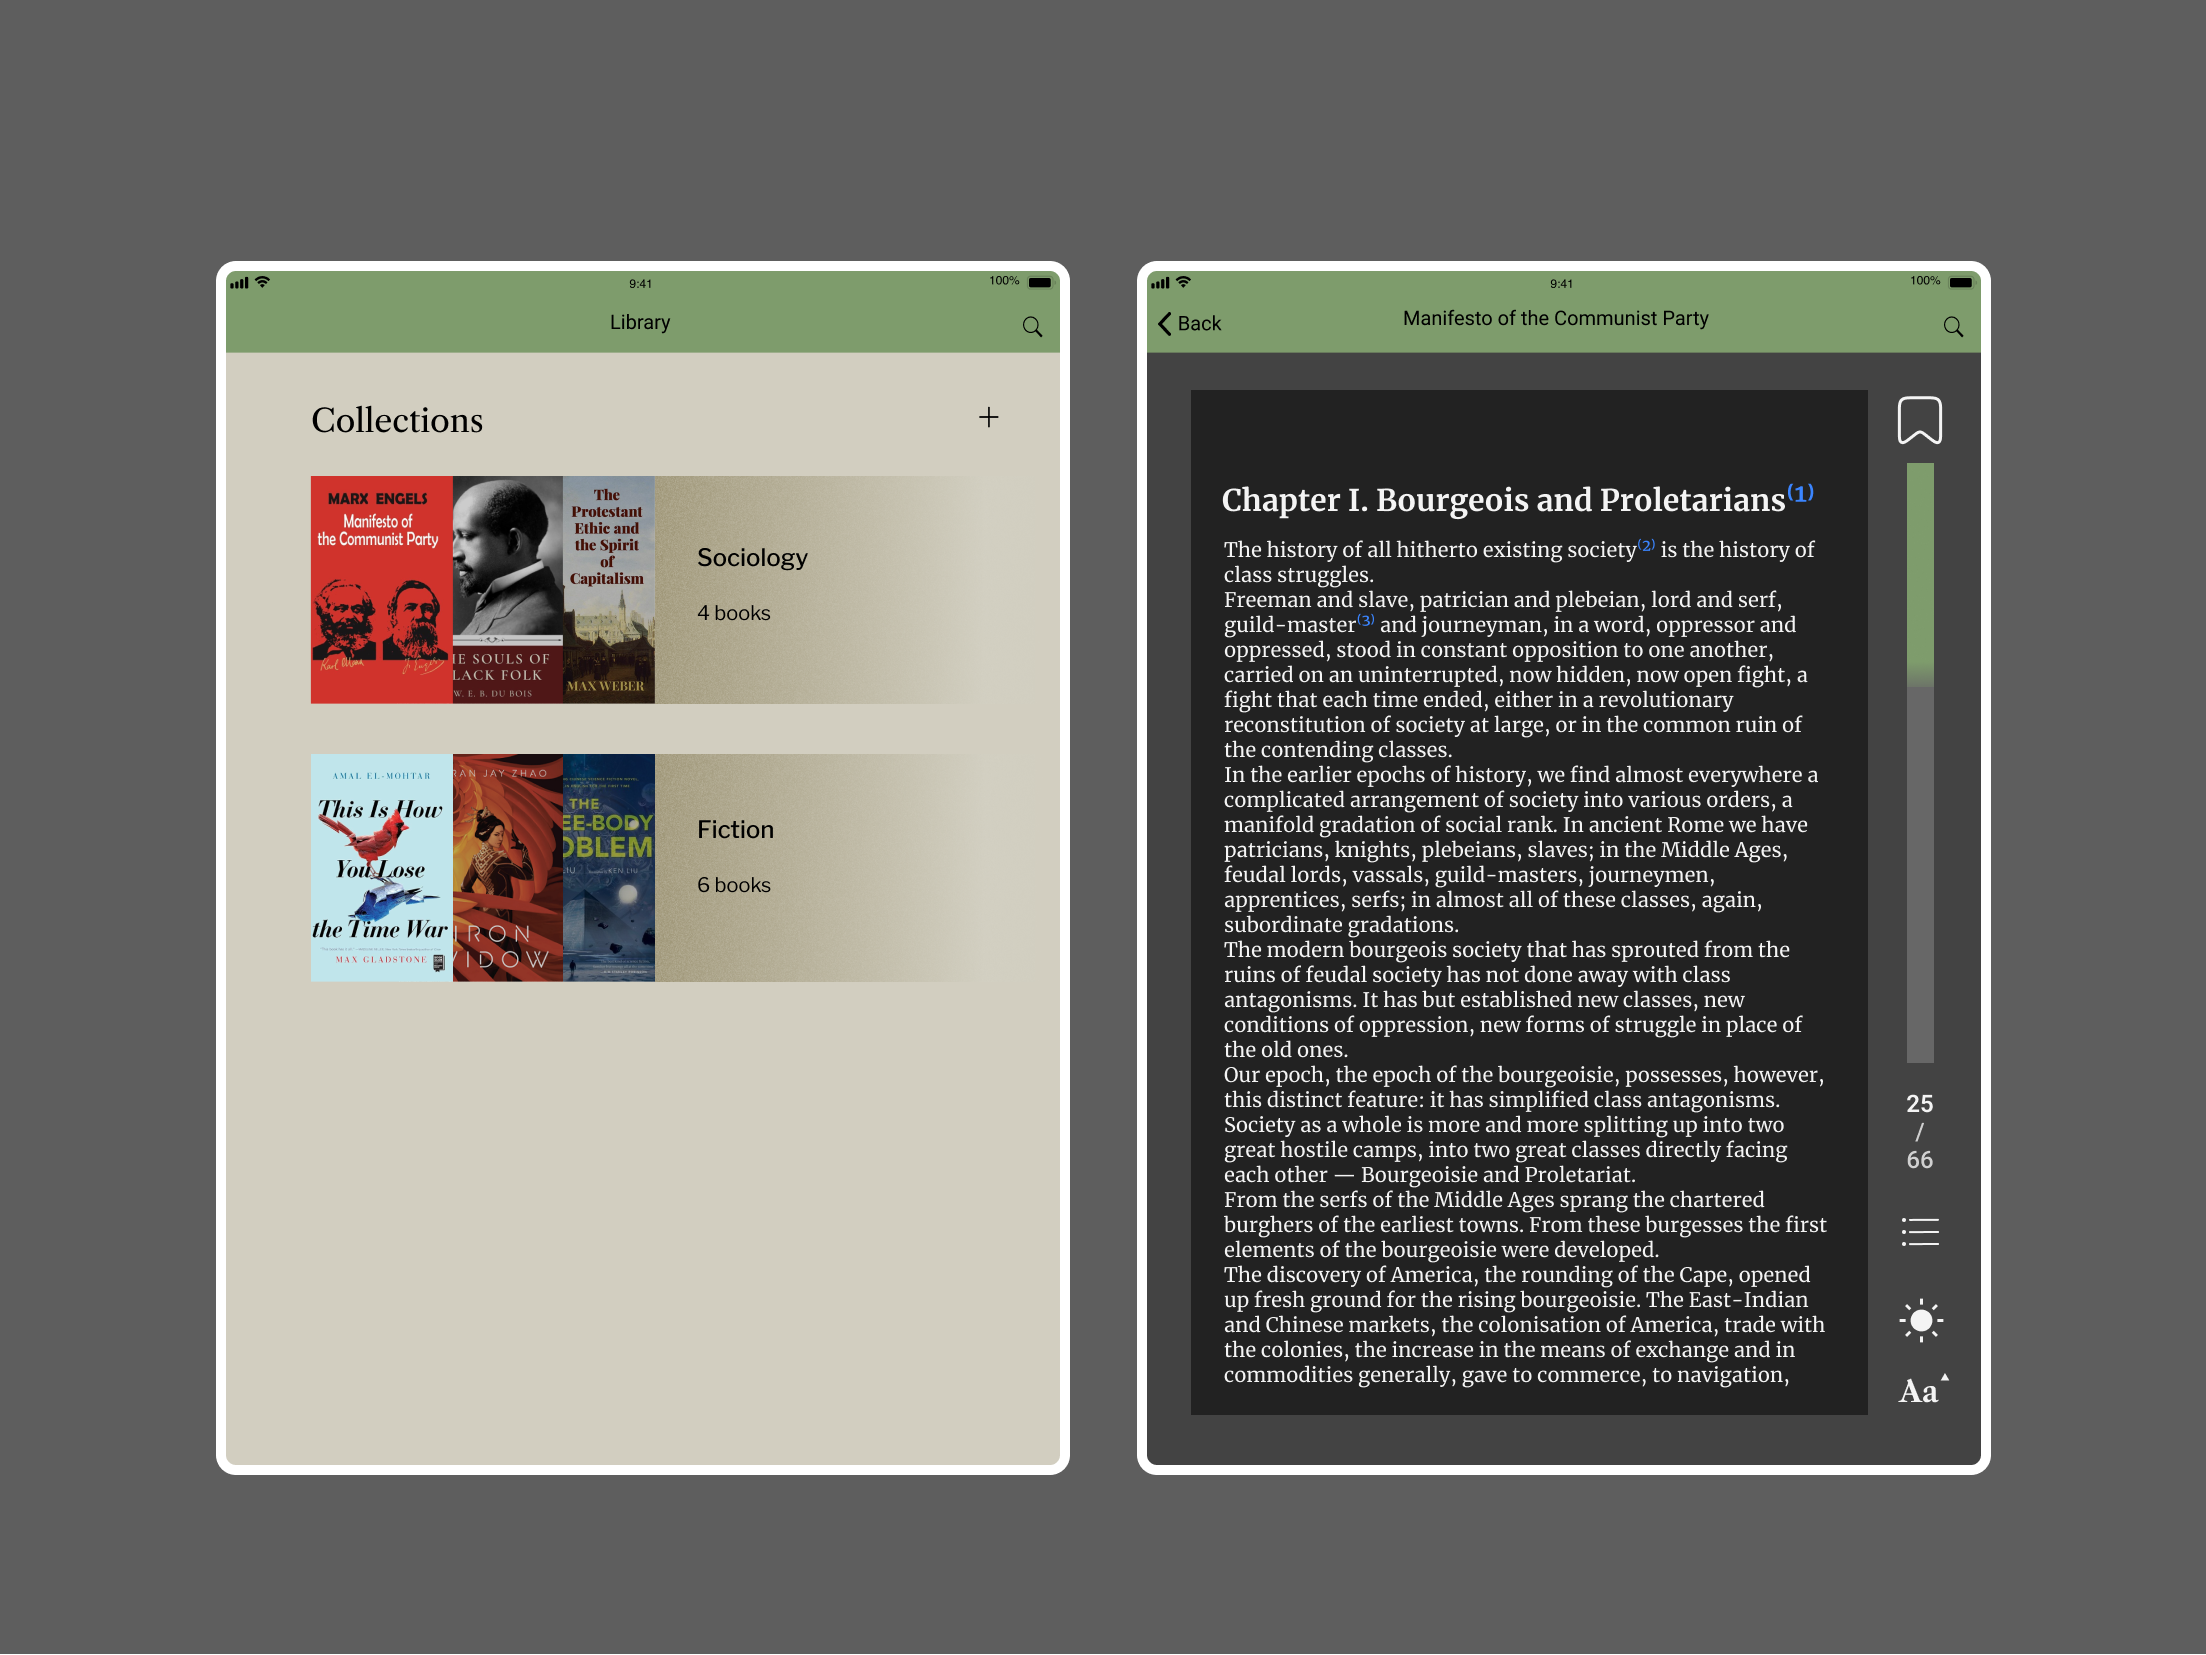 9:41
100%
Library
Collections
MARX ENGELS
Manifesto of
the Communist Party
Karl Marx
HE SOULS OF
LACK FOLK
W. E. B. DU BOIS
The
Protestant
Ethic and
the Spirit
of
Capitalism
MAX WEBER
Sociology
4 books
AMAL EL-MOHTAR
This Is How
You Lose
the Time War
MAX GLADSTONE
RAN JAY ZHAO
IRON
WIDOW
THE
EE-BODY
OBLEM
LIU
KEN LIU
Fiction
6 books
9:41
100%
Back
Manifesto of the Communist Party
Chapter I. Bourgeois and Proletarians(1)
The history of all hitherto existing society(2) is the history of
class struggles.
Freeman and slave, patrician and plebeian, lord and serf,
guild-master(3) and journeyman, in a word, oppressor and
oppressed, stood in constant opposition to one another,
carried on an uninterrupted, now hidden, now open fight, a
fight that each time ended, either in a revolutionary
reconstitution of society at large, or in the common ruin of
the contending classes.
In the earlier epochs of history, we find almost everywhere a
complicated arrangement of society into various orders, a
manifold gradation of social rank. In ancient Rome we have
patricians, knights, plebeians, slaves; in the Middle Ages,
feudal lords, vassals, guild-masters, journeymen,
apprentices, serfs; in almost all of these classes, again,
subordinate gradations.
The modern bourgeois society that has sprouted from the
ruins of feudal society has not done away with class
antagonisms. It has but established new classes, new
conditions of oppression, new forms of struggle in place of
the old ones.
Our epoch, the epoch of the bourgeoisie, possesses, however,
this distinct feature: it has simplified class antagonisms.
Society as a whole is more and more splitting up into two
great hostile camps, into two great classes directly facing
each other — Bourgeoisie and Proletariat.
From the serfs of the Middle Ages sprang the chartered
burghers of the earliest towns. From these burgesses the first
elements of the bourgeoisie were developed.
The discovery of America, the rounding of the Cape, opened
up fresh ground for the rising bourgeoisie. The East-Indian
and Chinese markets, the colonisation of America, trade with
the colonies, the increase in the means of exchange and in
commodities generally, gave to commerce, to navigation,
25
/
66
Aa